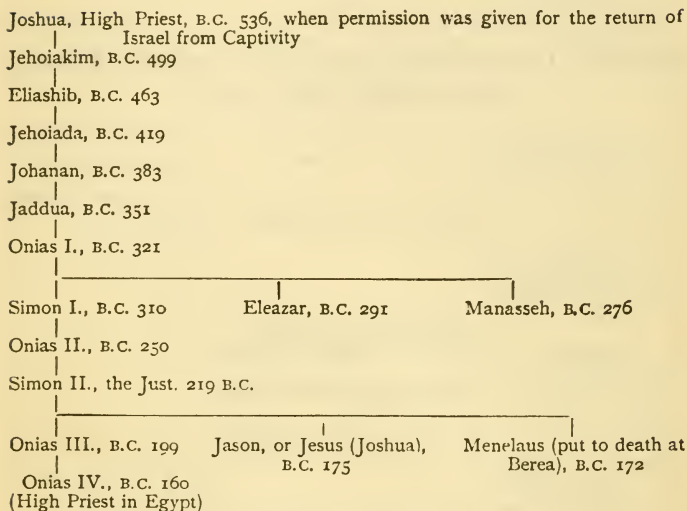 Joshua, High Priest, B.C. 536, when permission was given for the return of
Israel from Captivity
Jehoiakim, B.C. 499
Eliashib, B.C. 463
Jehoiada, B.C. 419
Johanan, B.C. 383
Jaddua, B.C. 351
Onias I., B.C. 321
Simon I., B.C. 310 Eleazar, B.C. 291 Manasseh, B.C. 276
Onias II., B.C. 250
Simon II., the Just. 219 B.C.
Onias III., B.C. 199 Jason, or Jesus (Joshua), Menelaus (put to death at
B.C. 175 Berea), B.C. 172
Onias IV., B.C. 160
(High Priest in Egypt)